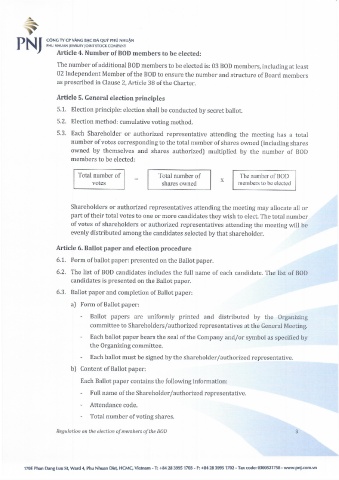 PNJ
CÔNG TY CP VÀNG BẠC ĐÁ QUÝ PHÚ NHUẬN
PHU NHUAN JEWELRY JOINT STOCK COMPANY
Article 4. Number of BOD members to be elected:
The number of additional BOD members to be elected is: 03 BOD members, including at least
02 Independent Member of the BOD to ensure the number and structure of Board members
as prescribed in Clause 2, Article 38 of the Charter.
Article 5. General election principles
5.1. Election principle: election shall be conducted by secret ballot.
5.2. Election method: cumulative voting method.
5.3. Each Shareholder or authorized representative attending the meeting has a total
number of votes corresponding to the total number of shares owned (including shares
owned by themselves and shares authorized) multiplied by the number of BOD
members to be elected:
Total number of votes = Total number of shares owned x The number of BOD members to be elected
Shareholders or authorized representatives attending the meeting may allocate all or
part of their total votes to one or more candidates they wish to elect. The total number
of votes of shareholders or authorized representatives attending the meeting will be
evenly distributed among the candidates selected by that shareholder.
Article 6. Ballot paper and election procedure
6.1. Form of ballot paper: presented on the Ballot paper.
6.2. The list of BOD candidates includes the full name of each candidate. The list of BOD
candidates is presented on the Ballot paper.
6.3. Ballot paper and completion of Ballot paper:
a) Form of Ballot paper:
- Ballot papers are uniformly printed and distributed by the Organizing
committee to Shareholders/authorized representatives at the General Meeting.
- Each ballot paper bears the seal of the Company and/or symbol as specified by
the Organizing committee.
- Each ballot must be signed by the shareholder/authorized representative.
b) Content of Ballot paper:
Each Ballot paper contains the following information:
- Full name of the Shareholder/authorized representative.
- Attendance code.
- Total number of voting shares.
Regulation on the election of members of the BOD
170E Phan Dang Luu St, Ward 4, Phu Nhuan Dist, HCMC, Vietnam - T: +84 28 3995 1703 - F: +84 28 3995 1702 - Tax code: 0300521758 - www.pnj.com.vn